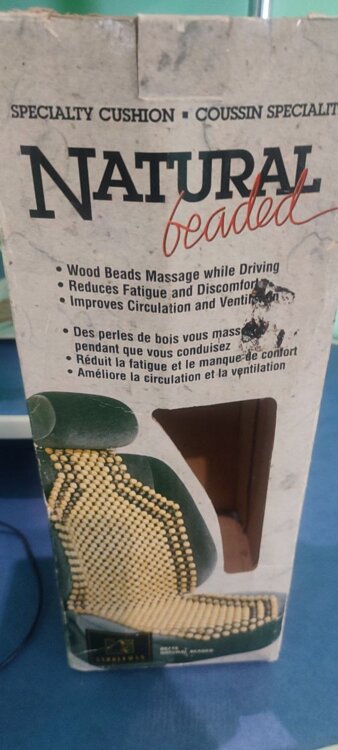 SPECIALTY CUSHION ▪ COUSSIN SPECIALIT
NATURAL
beaded
• Wood Beads Massage while Driving
• Reduces Fatigue and Discomfort
• Improves Circulation and
• Des perles de bois vous
pendant que vous conduisez
• Réduit la fatigue et le manque de confort
• Améliore la circulation et la ventilation
NATURAL BEADED